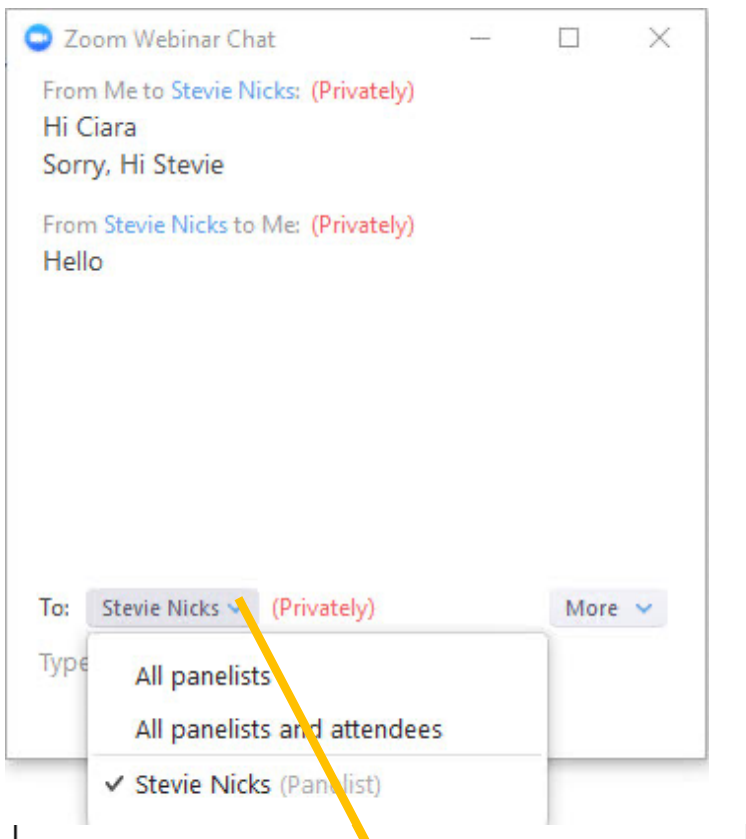 Zoom Webinar Chat
From Me to Stevie Nicks: (Privately)
Hi Ciara
Sorry, Hi Stevie
From Stevie Nicks to Me: (Privately)
Hello
To: Stevie Nicks (Privately) More
Type
All panelists
All panelists and attendees
Stevie Nicks (Panelist)